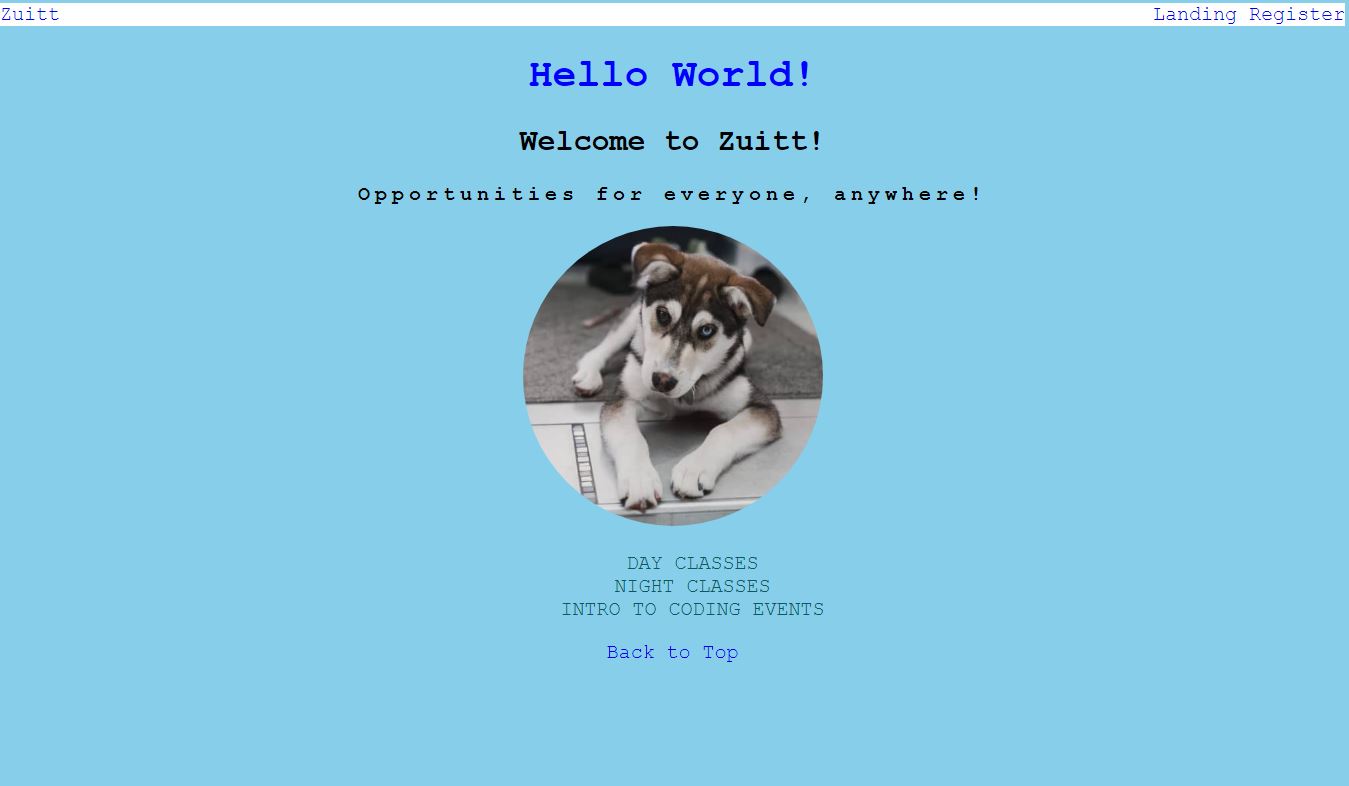 Zuitt Landing Register
Hello World!
Welcome to Zuitt!
Opportunities for everyone, anywhere!
DAY CLASSES
NIGHT CLASSES
INTRO TO CODING EVENTS
Back to Top